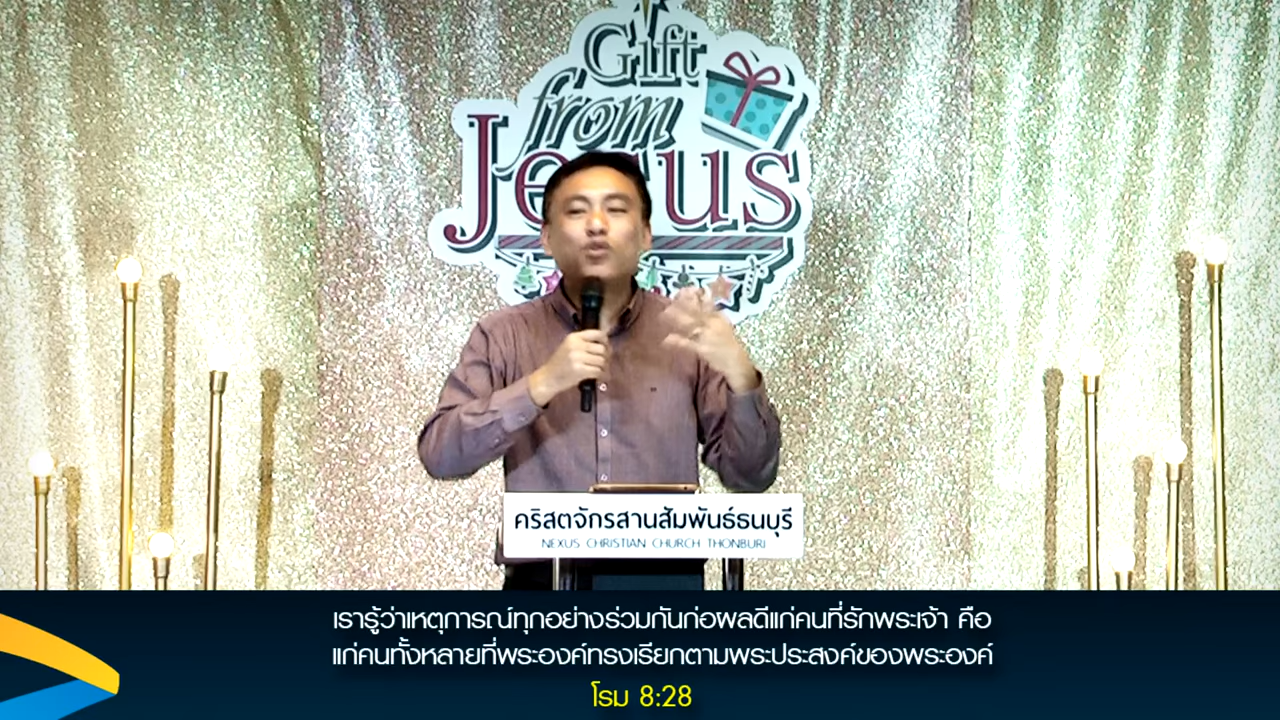 Gift
from
Jesus
คริสตจักรสานสัมพันธ์ธนบุรี
NEXUS CHRISTIAN CHURCH THONBURI
เรารู้ว่าเหตุการณ์ทุกอย่างร่วมกันก่อผลดีแก่คนที่รักพระเจ้า คือ
แก่คนทั้งหลายที่พระองค์ทรงเรียกตามพระประสงค์ของพระองค์
โรม 8:28